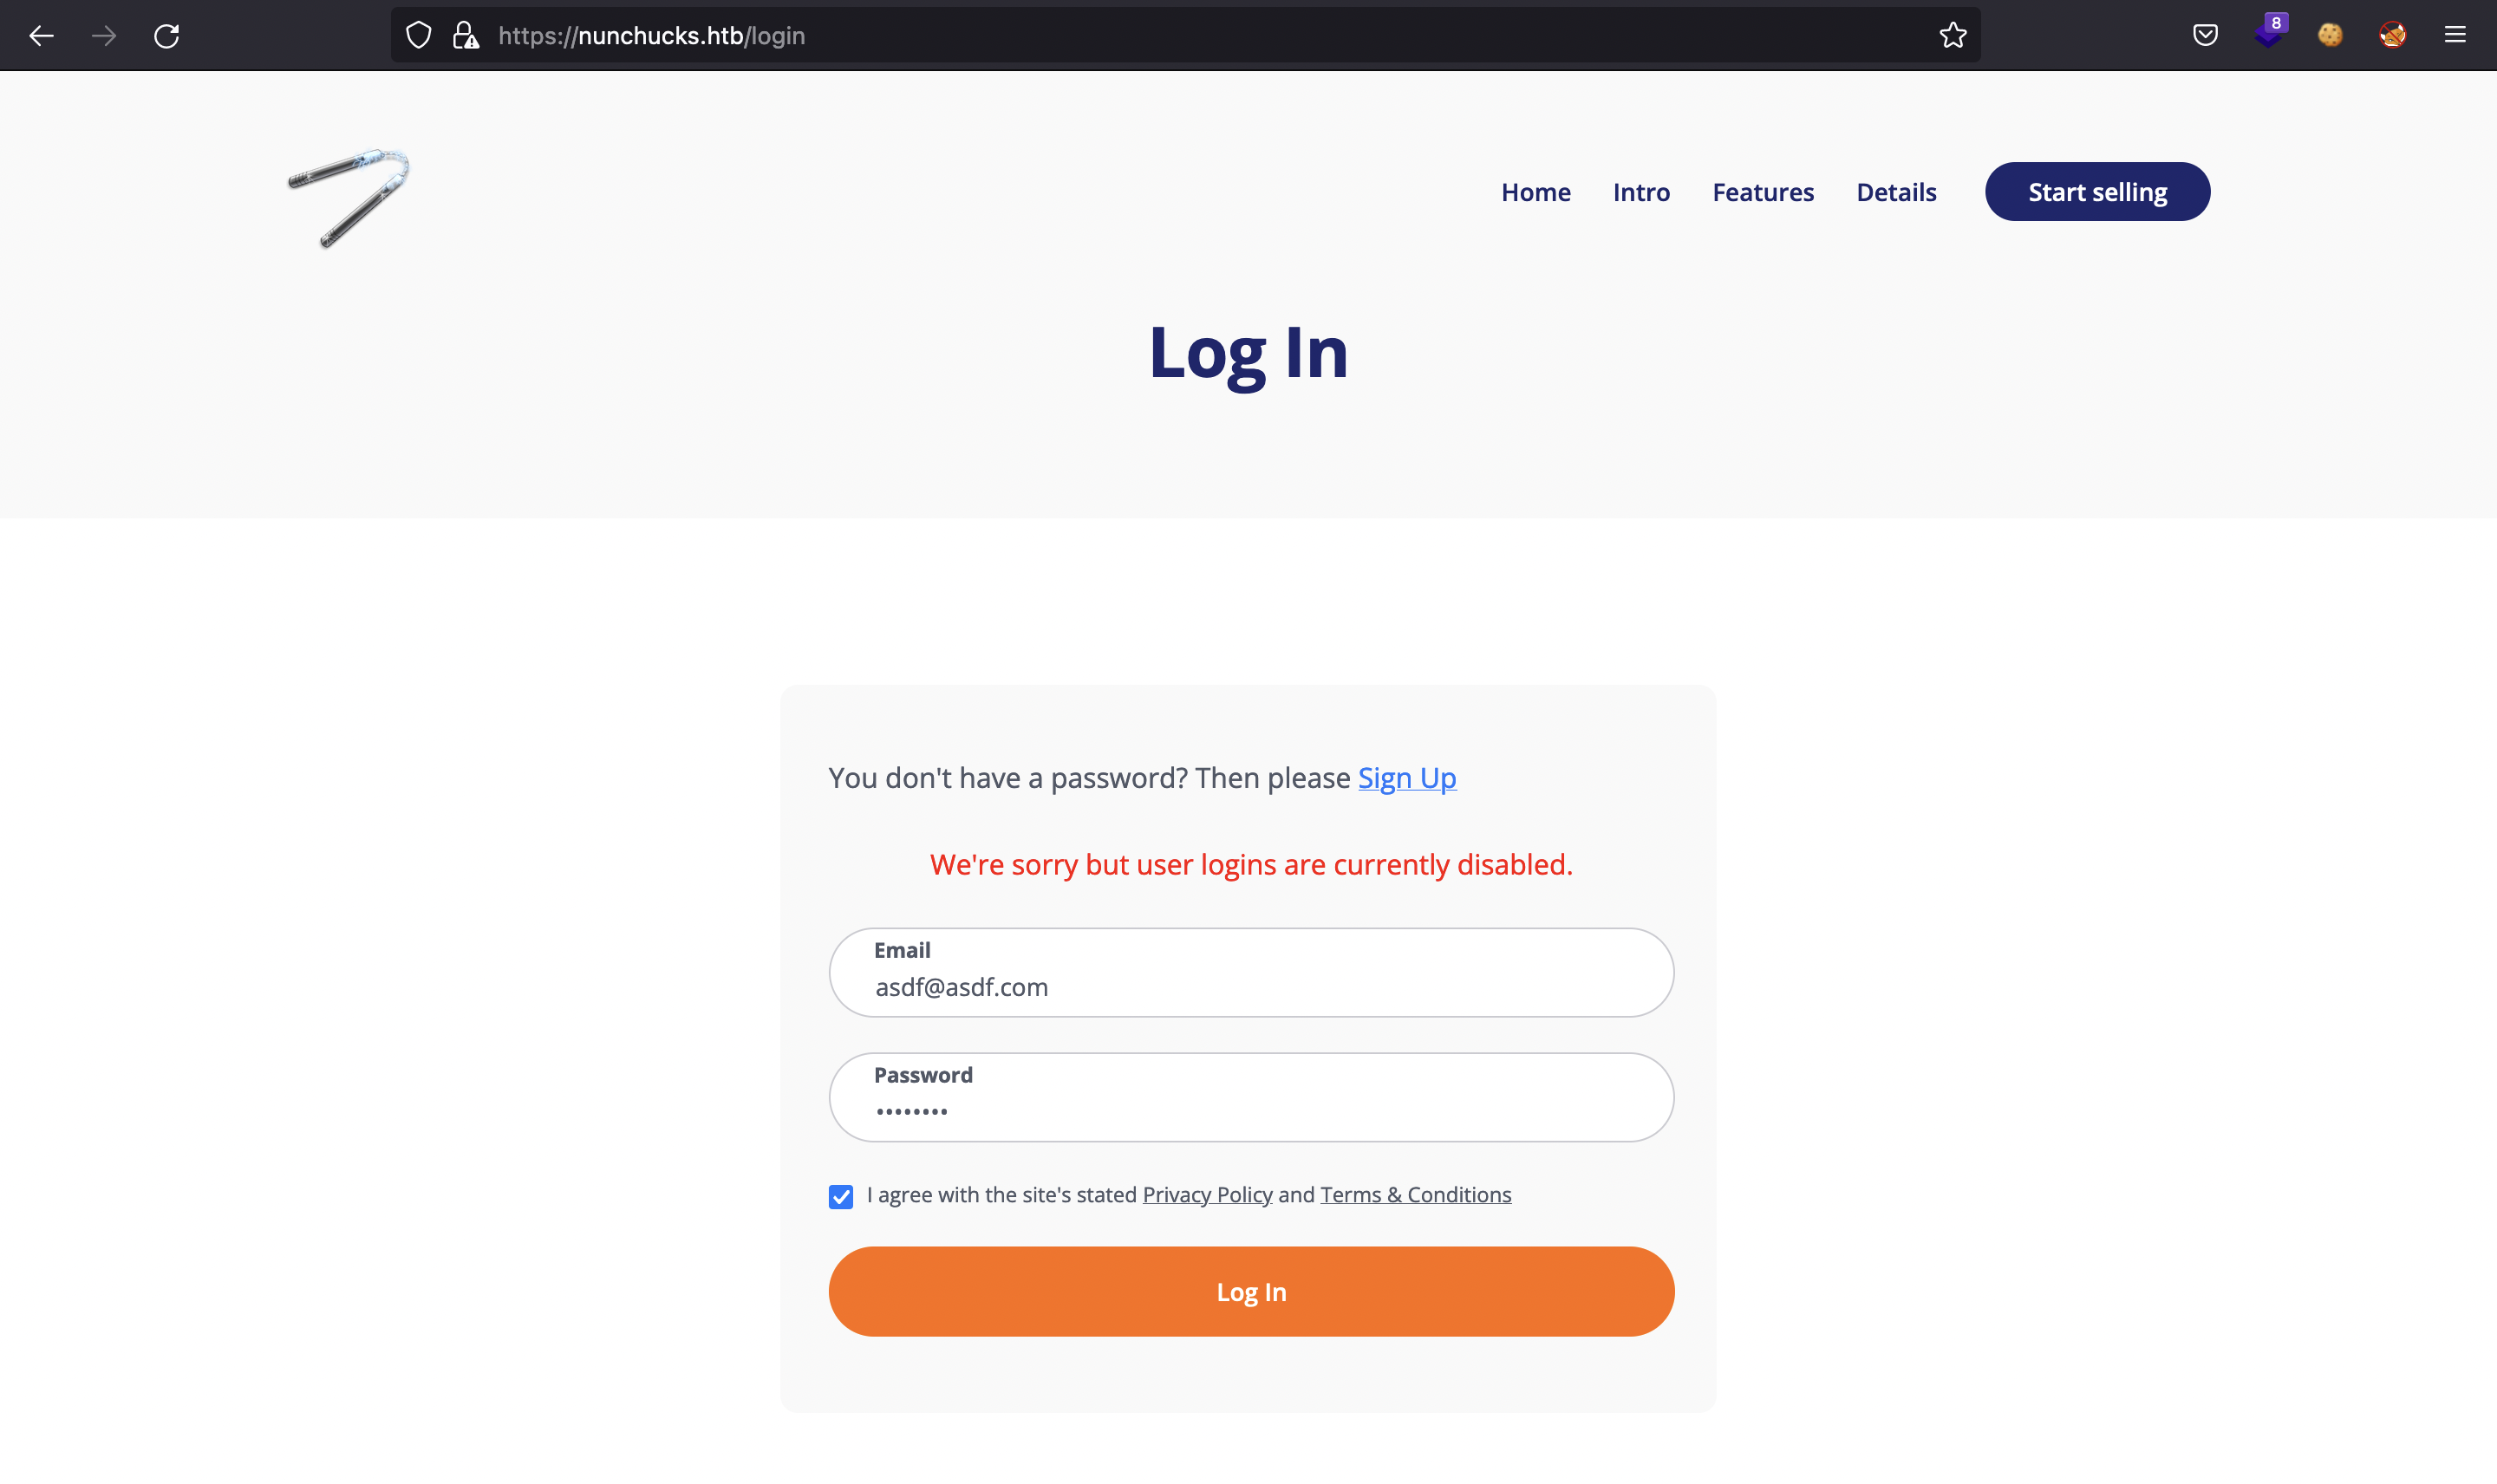 https://nunchucks.htb/login
8
Home Intro Features Details Start selling
Log In
You don't have a password? Then please Sign Up
We're sorry but user logins are currently disabled.
Email
asdf@asdf.com
Password
••••••••
I agree with the site's stated Privacy Policy and Terms & Conditions
Log In